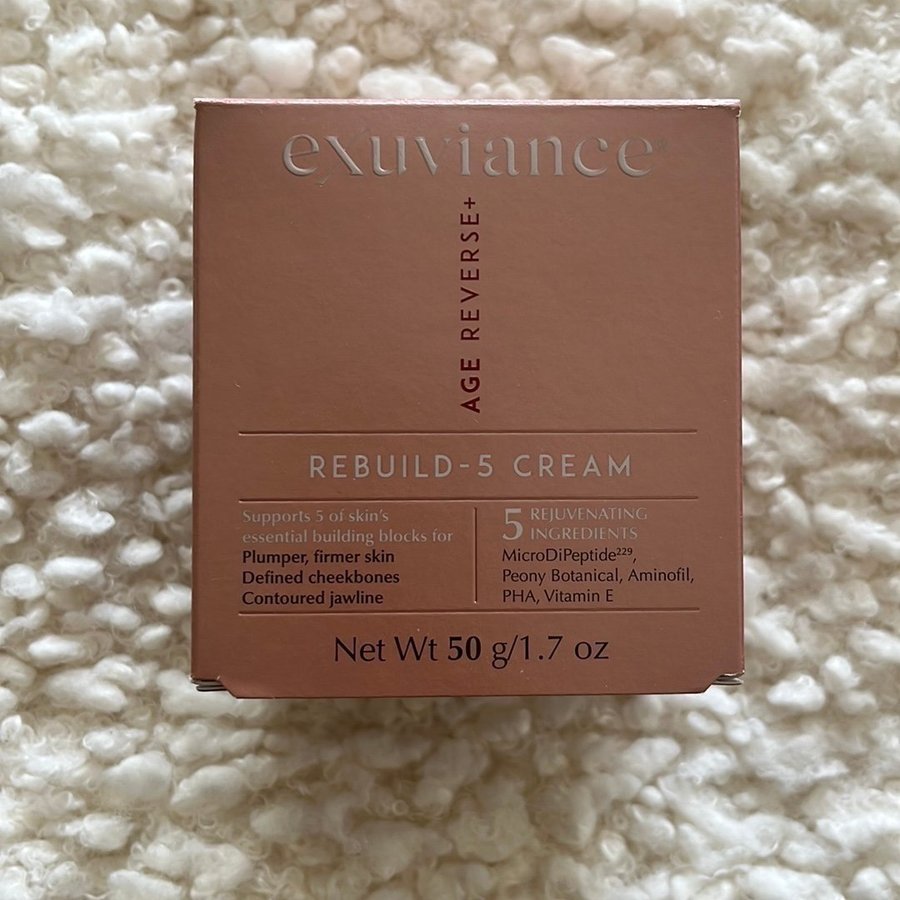 exuviance®
AGE REVERSE+
REBUILD-5 CREAM
Supports 5 of skin's
essential building blocks for
Plumper, firmer skin
Defined cheekbones
Contoured jawline
5 REJUVENATING
INGREDIENTS
MicroDiPeptide²²⁹,
Peony Botanical, Aminofil,
PHA, Vitamin E
Net Wt 50 g/1.7 oz